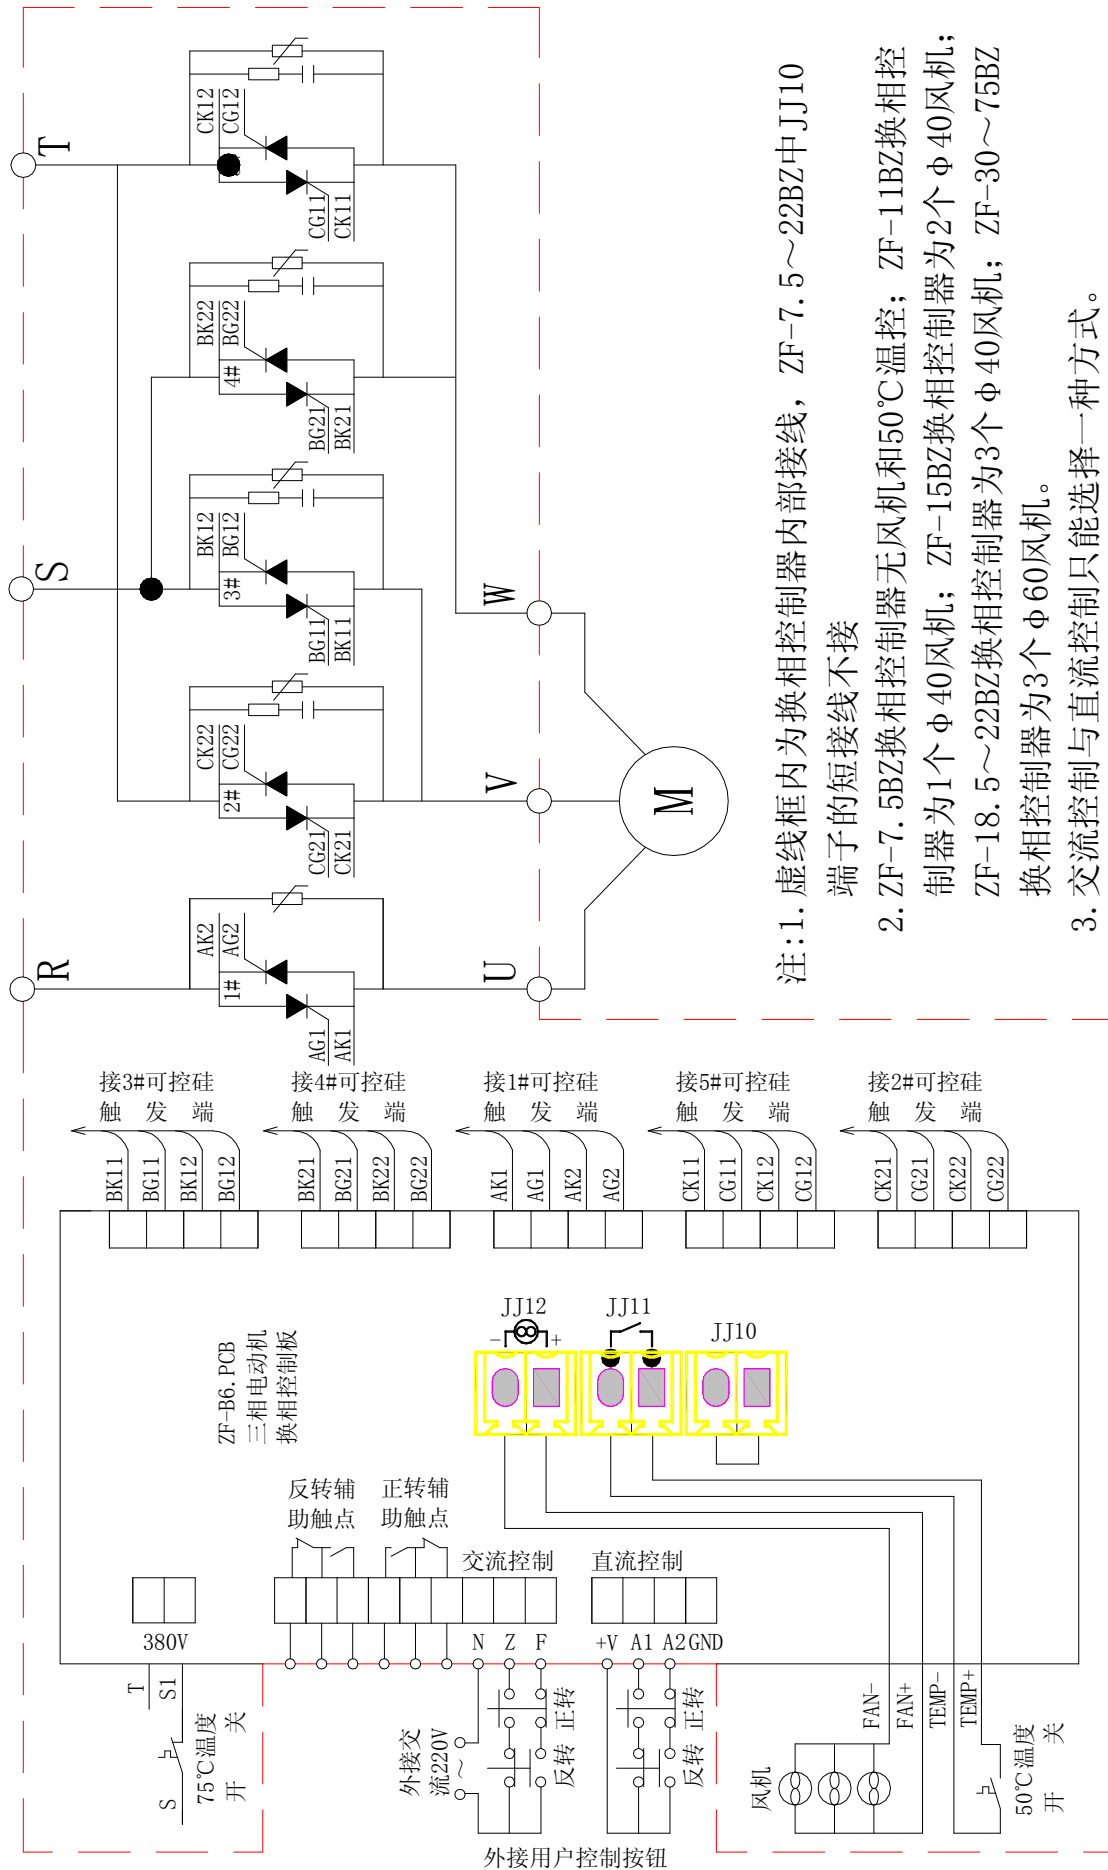 R
S
T
AK2
AG2
1#
AG1
AK1
CK22
CG22
2#
CG21
CK21
BK12
BG12
3#
BG11
BK11
BK22
BG22
4#
BG21
BK21
CK12
CG12
CG11
CK11
U
V
W
M
注:1.虚线框内为换相控制器内部接线，ZF-7.5～22BZ中JJ10
端子的短接线不接
2.ZF-7.5BZ换相控制器无风机和50℃温控；ZF-11BZ换相控
制器为1个φ40风机；ZF-15BZ换相控制器为2个φ40风机；
ZF-18.5～22BZ换相控制器为3个φ40风机；ZF-30～75BZ
换相控制器为3个φ60风机。
3.交流控制与直流控制只能选择一种方式。
接3#可控硅
触 发 端
BK11
BG11
BK12
BG12
接4#可控硅
触 发 端
BK21
BG21
BK22
BG22
接1#可控硅
触 发 端
AK1
AG1
AK2
AG2
接5#可控硅
触 发 端
CK11
CG11
CK12
CG12
接2#可控硅
触 发 端
CK21
CG21
CK22
CG22
ZF-B6.PCB
三相电动机
换相控制板
JJ12
- +
JJ11
JJ10
反转辅
助触点
正转辅
助触点
交流控制
直流控制
380V
N Z F
+V A1 A2 GND
T
S1
S
75℃温度
开 关
外接交
流220V
～
正转
反转
正转
反转
外接用户控制按钮
FAN-
FAN+
TEMP-
TEMP+
风机
50℃温度
开 关